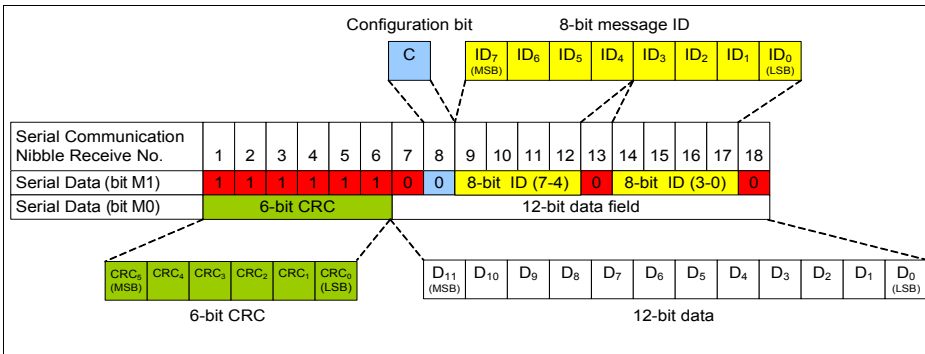 Configuration bit 8-bit message ID
C ID7 (MSB) ID6 ID5 ID4 ID3 ID2 ID1 ID0 (LSB)
Serial Communication
Nibble Receive No. 1 2 3 4 5 6 7 8 9 10 11 12 13 14 15 16 17 18
Serial Data (bit M1) 1 1 1 1 1 1 0 0 8-bit ID (7-4) 0 8-bit ID (3-0) 0
Serial Data (bit M0) 6-bit CRC 12-bit data field
CRC5 (MSB) CRC4 CRC3 CRC2 CRC1 CRC0 (LSB) D11 (MSB) D10 D9 D8 D7 D6 D5 D4 D3 D2 D1 D0 (LSB)
6-bit CRC 12-bit data